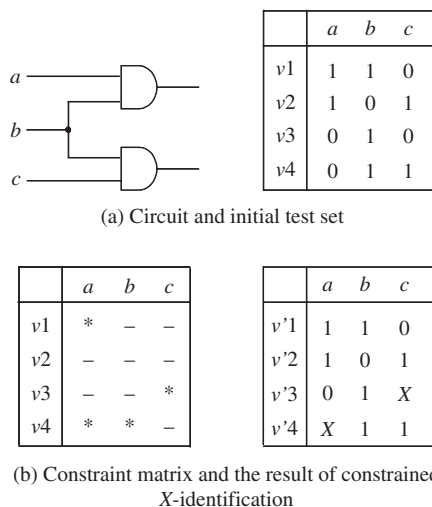 a
b
c
a b c
v1 1 1 0
v2 1 0 1
v3 0 1 0
v4 0 1 1
(a) Circuit and initial test set
a b c
v1 * – –
v2 – – –
v3 – – *
v4 * * –
a b c
v'1 1 1 0
v'2 1 0 1
v'3 0 1 X
v'4 X 1 1
(b) Constraint matrix and the result of constrained
X-identification